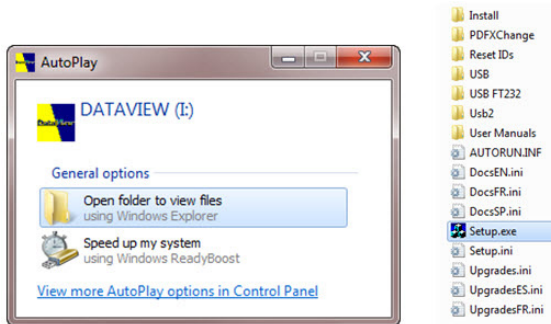 AutoPlay
DATAVIEW (I:)
General options
Open folder to view files
using Windows Explorer
Speed up my system
using Windows ReadyBoost
View more AutoPlay options in Control Panel
Install
PDFXChange
Reset IDs
USB
USB FT232
Usb2
User Manuals
AUTORUN.INF
DocsEN.ini
DocsFR.ini
DocsSP.ini
Setup.exe
Setup.ini
Upgrades.ini
UpgradesES.ini
UpgradesFR.ini